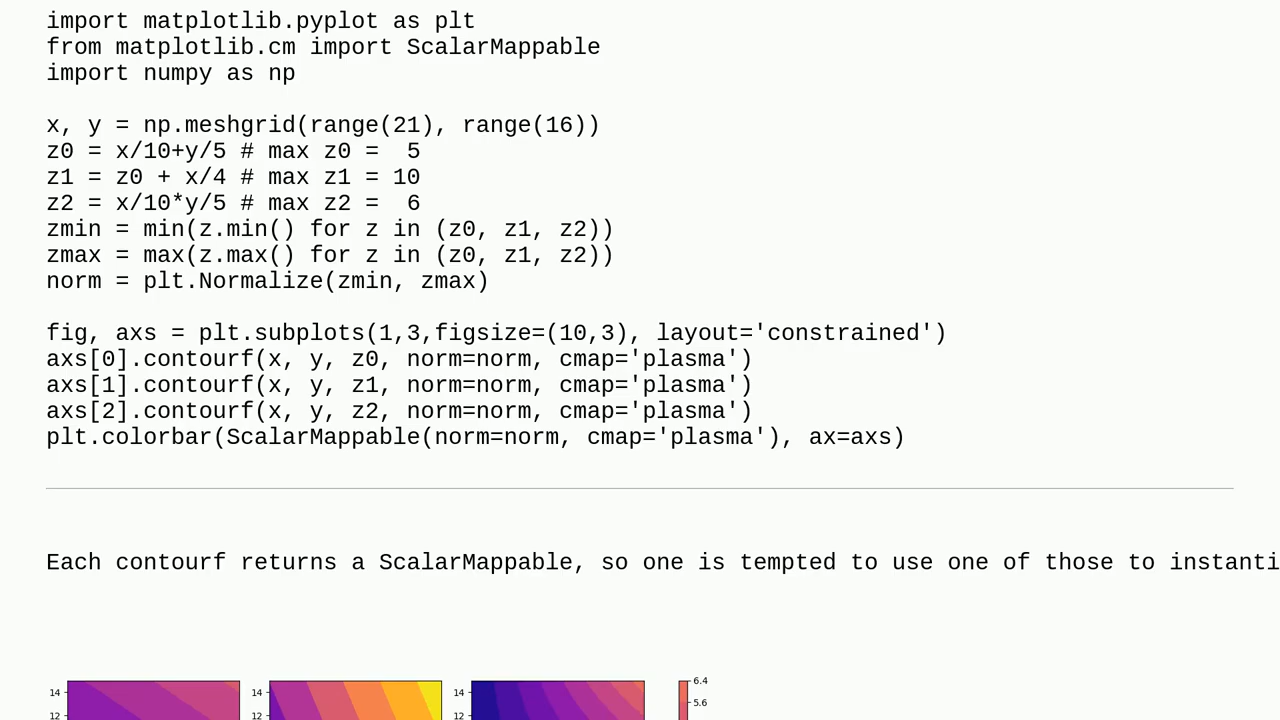 import matplotlib.pyplot as plt
from matplotlib.cm import ScalarMappable
import numpy as np
x, y = np.meshgrid(range(21), range(16))
z0 = x/10+y/5 # max z0 =  5
z1 = z0 + x/4 # max z1 = 10
z2 = x/10*y/5 # max z2 =  6
zmin = min(z.min() for z in (z0, z1, z2))
zmax = max(z.max() for z in (z0, z1, z2))
norm = plt.Normalize(zmin, zmax)
fig, axs = plt.subplots(1,3,figsize=(10,3), layout='constrained')
axs[0].contourf(x, y, z0, norm=norm, cmap='plasma')
axs[1].contourf(x, y, z1, norm=norm, cmap='plasma')
axs[2].contourf(x, y, z2, norm=norm, cmap='plasma')
plt.colorbar(ScalarMappable(norm=norm, cmap='plasma'), ax=axs)
Each contourf returns a ScalarMappable, so one is tempted to use one of those to instanti
14 14 14 6.4
5.6
12 12 12